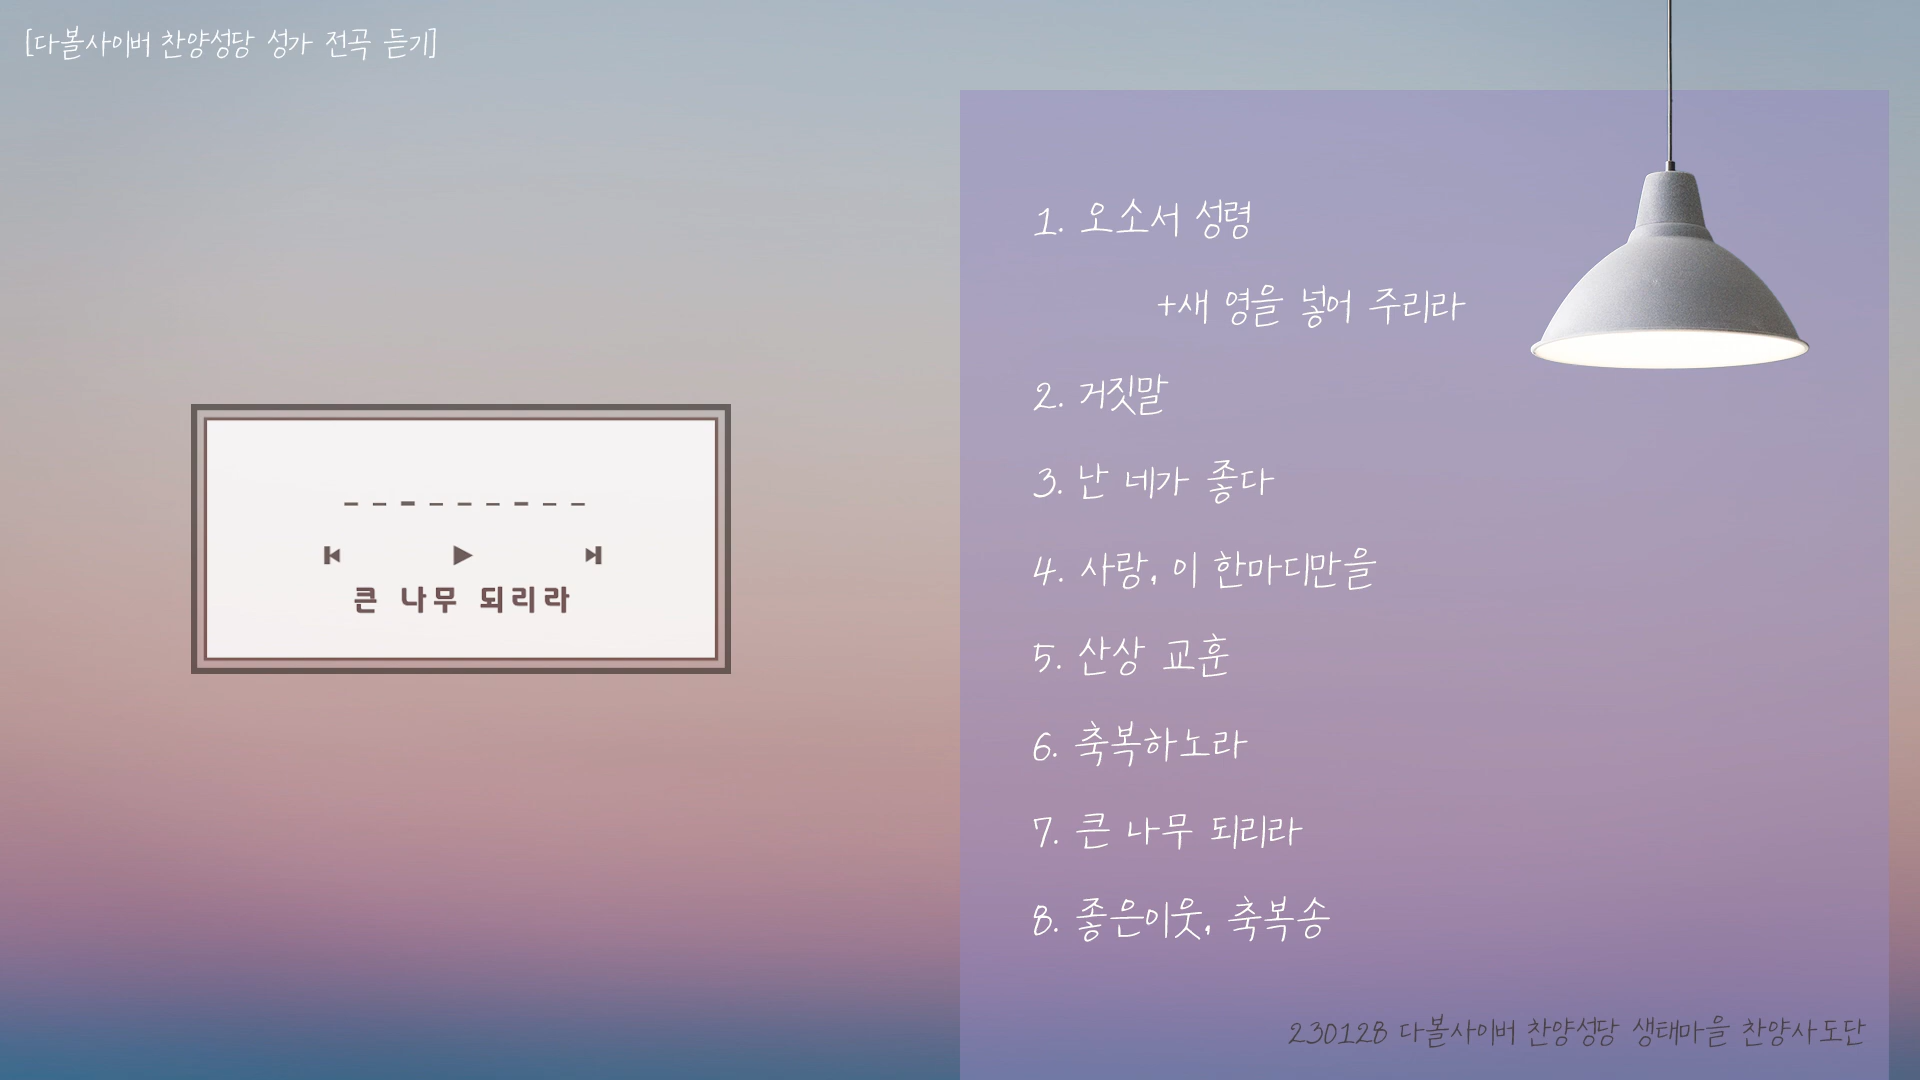 [다볼사이버 찬양성당 성가 전곡 듣기]
큰 나무 되리라
1. 오소서 성령
+새 영을 넣어 주리라
2. 거짓말
3. 난 네가 좋다
4. 사랑, 이 한마디만을
5. 산상 교훈
6. 축복하노라
7. 큰 나무 되리라
8. 좋은이웃, 축복송
230128 다볼사이버 찬양성당 생태마을 찬양사도단